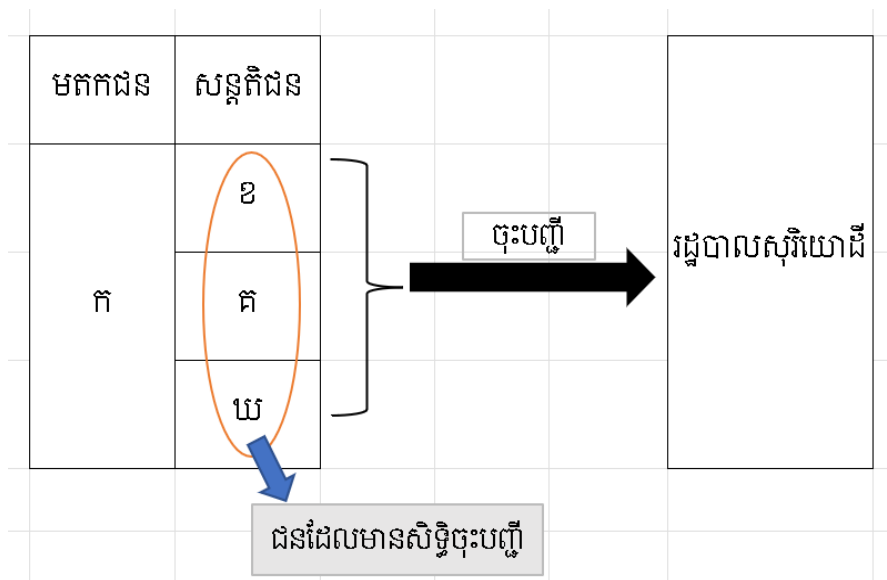 មតកជន
សន្តតិជន
ខ
ចុះបញ្ជី
រដ្ឋបាលសុរិយោដី
ក
គ
ឃ
ជនដែលមានសិទ្ធិចុះបញ្ជី